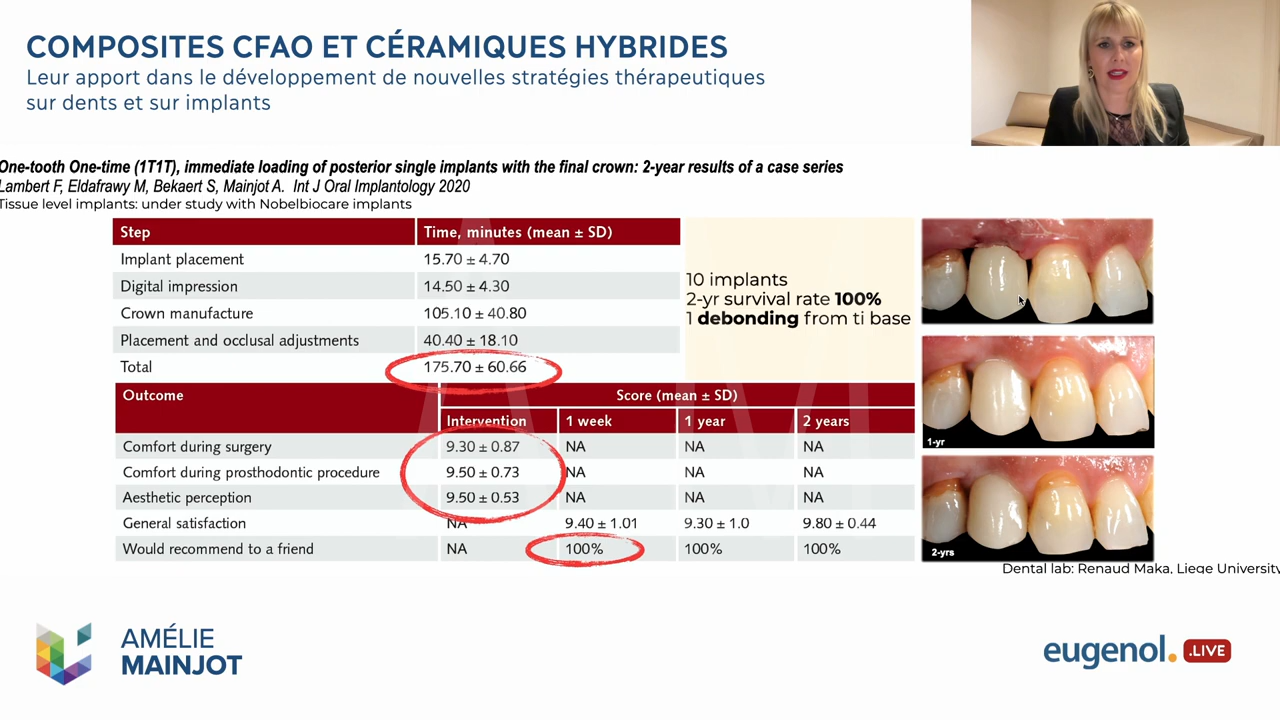 COMPOSITES CFAO ET CÉRAMIQUES HYBRIDES
Leur apport dans le développement de nouvelles stratégies thérapeutiques
sur dents et sur implants
One-tooth One-time (1T1T), immediate loading of posterior single implants with the final crown: 2-year results of a case series
Lambert F, Eldafrawy M, Bekaert S, Mainjot A. Int J Oral Implantology 2020
Tissue level implants: under study with Nobelbiocare implants
Step Time, minutes (mean ± SD)
Implant placement 15.70 ± 4.70
Digital impression 14.50 ± 4.30
Crown manufacture 105.10 ± 40.80
Placement and occlusal adjustments 40.40 ± 18.10
Total 175.70 ± 60.66
10 implants
2-yr survival rate 100%
1 debonding from ti base
Outcome Score (mean ± SD)
Intervention 1 week 1 year 2 years
Comfort during surgery 9.30 ± 0.87 NA NA NA
Comfort during prosthodontic procedure 9.50 ± 0.73 NA NA NA
Aesthetic perception 9.50 ± 0.53 NA NA NA
General satisfaction NA 9.40 ± 1.01 9.30 ± 1.0 9.80 ± 0.44
Would recommend to a friend NA 100% 100% 100%
1-yr
2-yrs
Dental lab: Renaud Maka, Liege University
AMÉLIE
MAINJOT
eugenol.
.LIVE